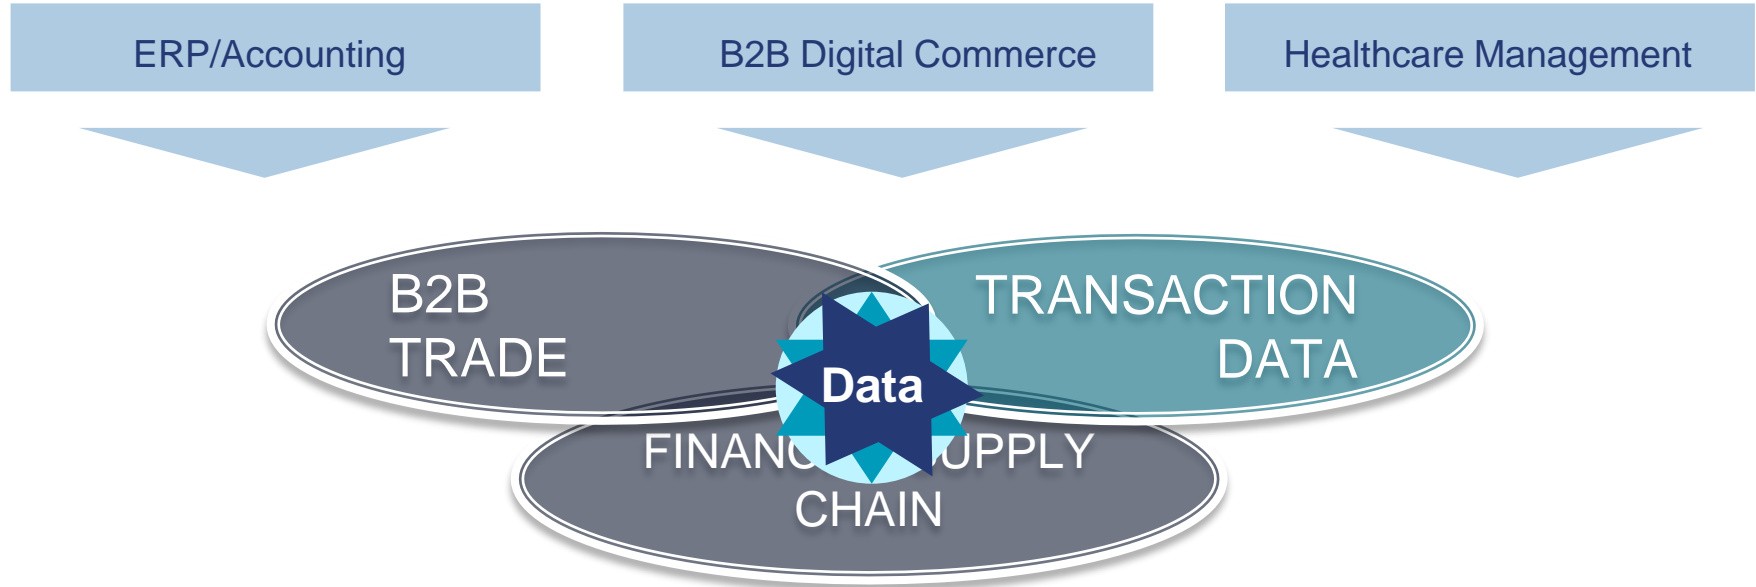 ERP/Accounting
B2B Digital Commerce
Healthcare Management
B2B
TRADE
TRANSACTION
DATA
Data
CHAIN